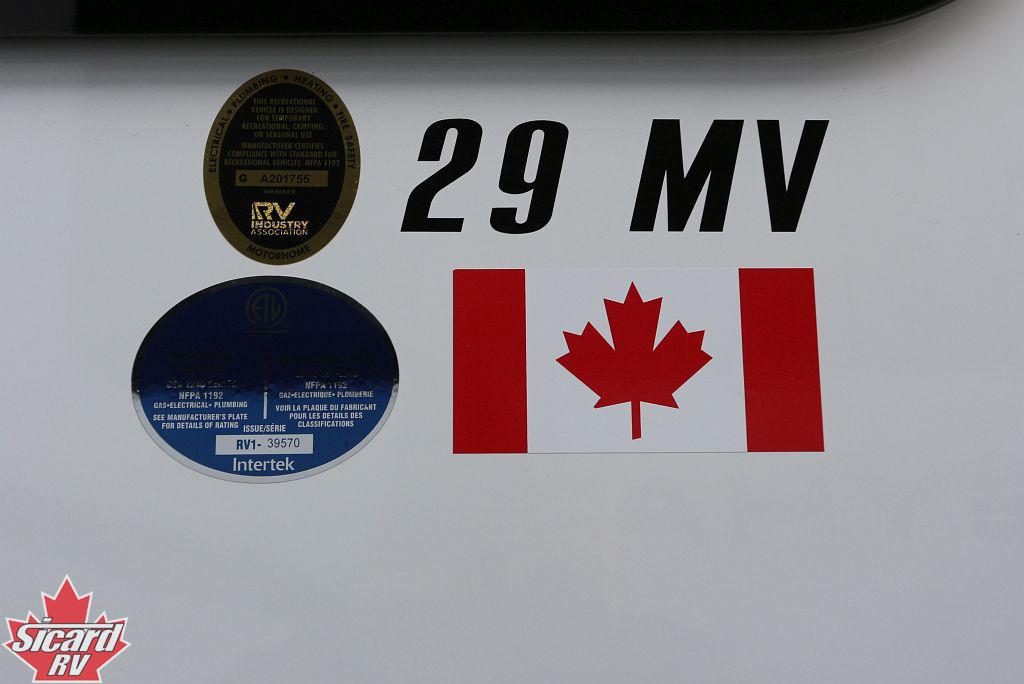 ELECTRICAL • PLUMBING • HEATING • FIRE SAFETY
THIS RECREATIONAL
VEHICLE IS DESIGNED
FOR TEMPORARY
RECREATIONAL, CAMPING,
OR SEASONAL USE
MANUFACTURER CERTIFIES
COMPLIANCE WITH STANDARD FOR
RECREATIONAL VEHICLES NFPA 1192
G A201755
MEMBER
RV
INDUSTRY
ASSOCIATION
MOTORHOME
29 MV
ETL
NFPA 1192
GAS-ELECTRICAL- PLUMBING
SEE MANUFACTURER'S PLATE
FOR DETAILS OF RATING
NFPA 1192
GAZ-ELECTRIQUE- PLOMBERIE
VOIR LA PLAQUE DU FABRICANT
POUR LES DETAILS DES
CLASSIFICATIONS
ISSUE/SÉRIE
RV1- 39570
Intertek
Sicard
RV